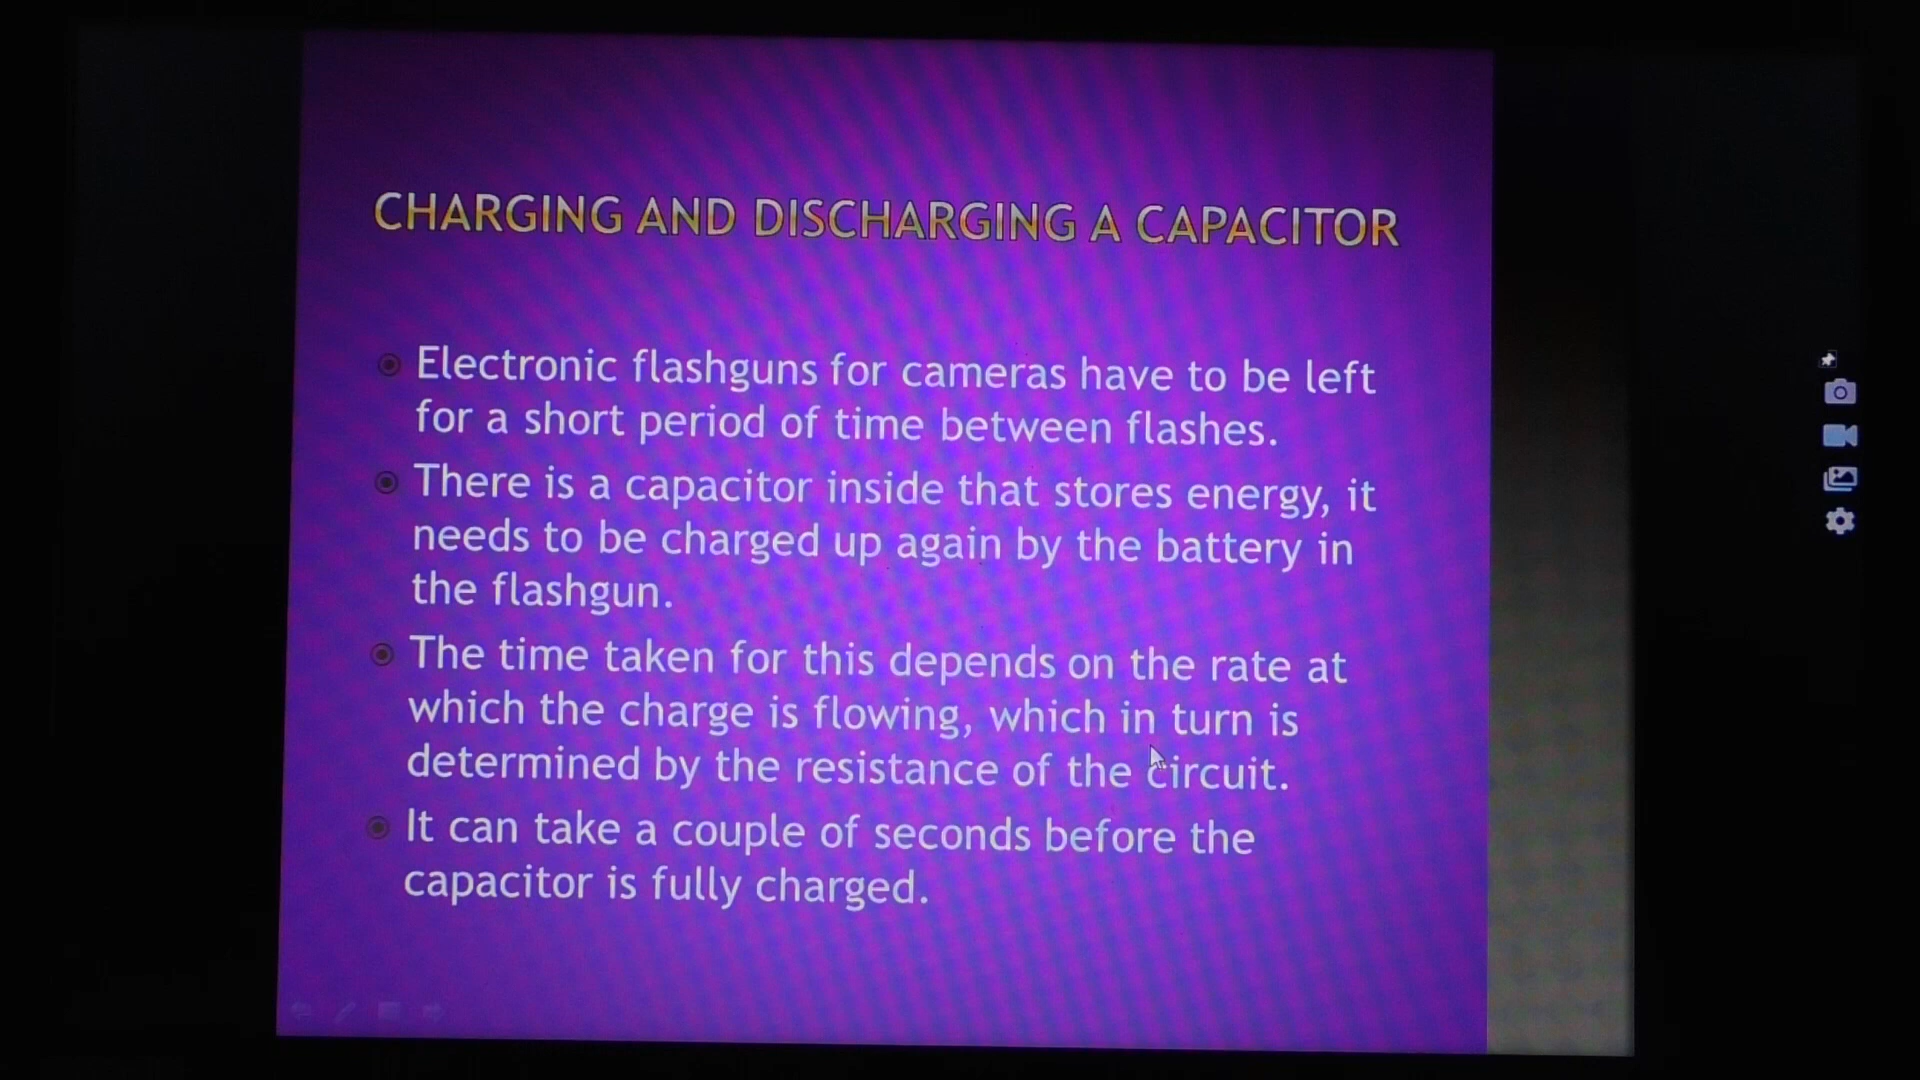 CHARGING AND DISCHARGING A CAPACITOR
Electronic flashguns for cameras have to be left
for a short period of time between flashes.
There is a capacitor inside that stores energy, it
needs to be charged up again by the battery in
the flashgun.
The time taken for this depends on the rate at
which the charge is flowing, which in turn is
determined by the resistance of the circuit.
It can take a couple of seconds before the
capacitor is fully charged.